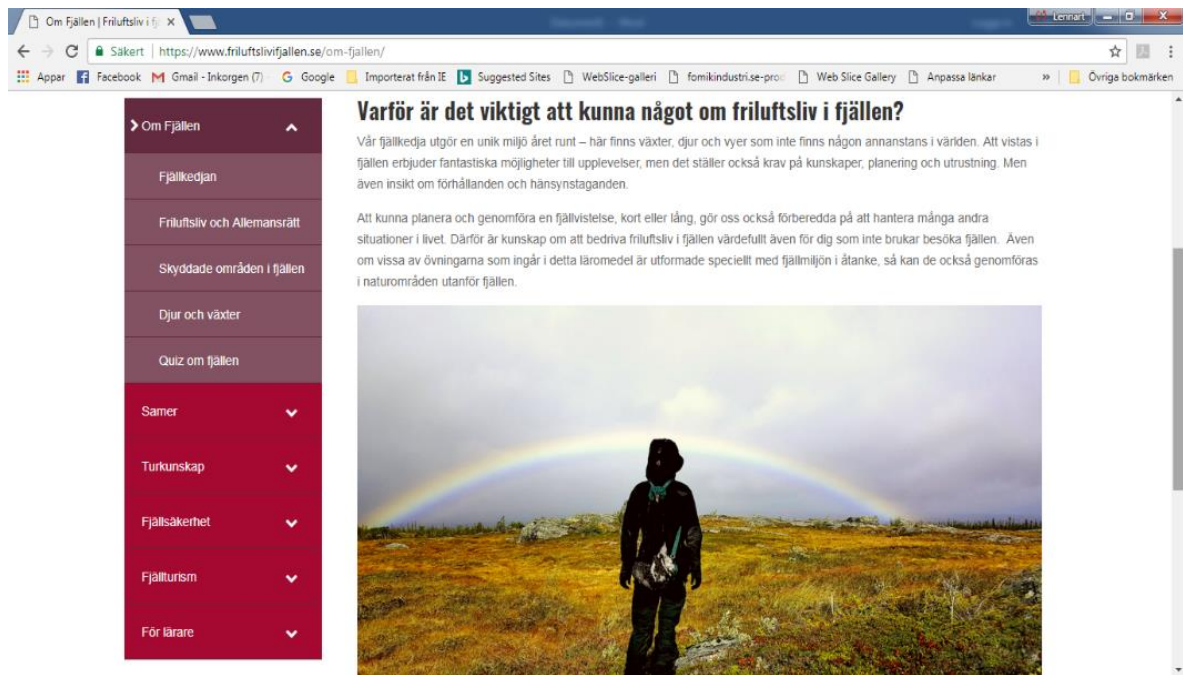 Om Fjällen | Friluftsliv i fj
Lennart
Säkert | https://www.friluftslivifjallen.se/om-fjallen/
Appar Facebook Gmail - Inkorgen (7) Google Importerat från IE Suggested Sites WebSlice-galleri fomikindustri.se-prod Web Slice Gallery Anpassa länkar » Övriga bokmärken
Om Fjällen
Fjällkedjan
Friluftsliv och Allemansrätt
Skyddade områden i fjällen
Djur och växter
Quiz om fjällen
Samer
Turkunskap
Fjällsäkerhet
Fjällturism
För lärare
Varför är det viktigt att kunna något om friluftsliv i fjällen?
Vår fjällkedja utgör en unik miljö året runt – här finns växter, djur och vyer som inte finns någon annanstans i världen. Att vistas i
fjällen erbjuder fantastiska möjligheter till upplevelser, men det ställer också krav på kunskaper, planering och utrustning. Men
även insikt om förhållanden och hänsynstaganden.
Att kunna planera och genomföra en fjällvistelse, kort eller lång, gör oss också förberedda på att hantera många andra
situationer i livet. Därför är kunskap om att bedriva friluftsliv i fjällen värdefullt även för dig som inte brukar besöka fjällen. Även
om vissa av övningarna som ingår i detta läromedel är utformade speciellt med fjällmiljön i åtanke, så kan de också genomföras
i naturområden utanför fjällen.